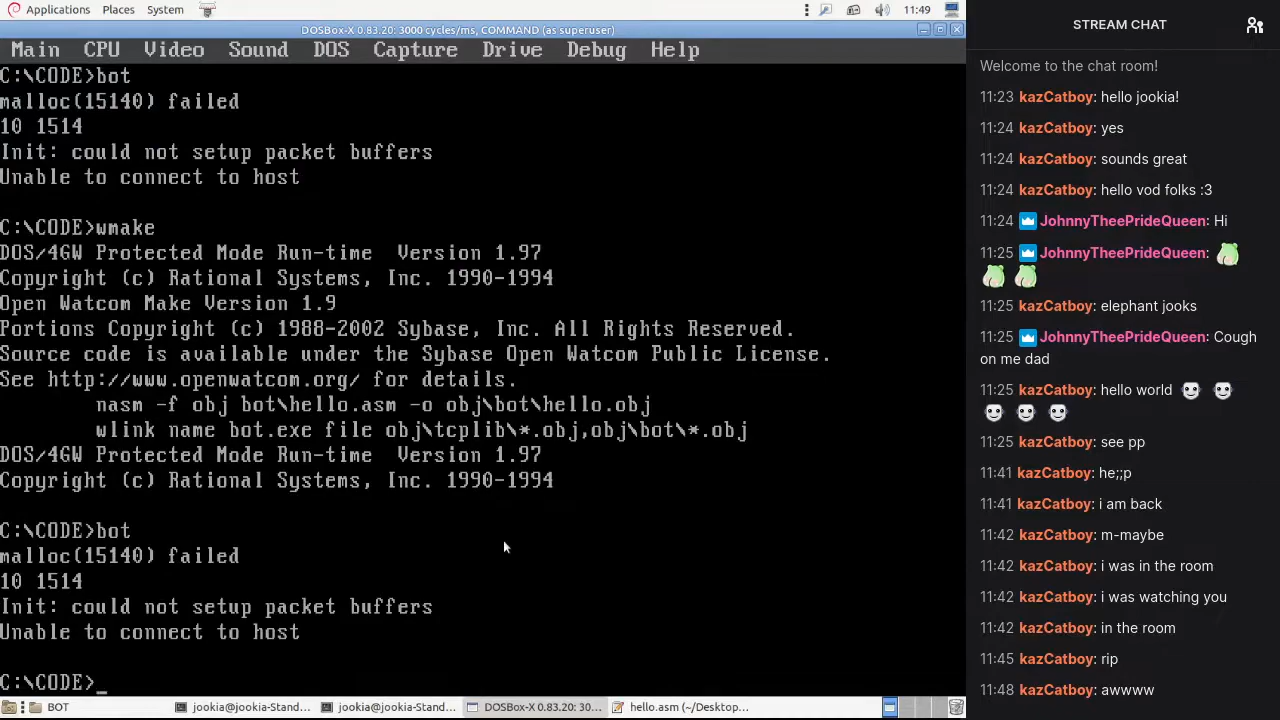 Applications Places System 11:49
DOSBox-X 0.83.20: 3000 cycles/ms, COMMAND (as superuser)
Main CPU Video Sound DOS Capture Drive Debug Help
C:\CODE>bot
malloc(15140) failed
10 1514
Init: could not setup packet buffers
Unable to connect to host
C:\CODE>wmake
DOS/4GW Protected Mode Run-time Version 1.97
Copyright (c) Rational Systems, Inc. 1990-1994
Open Watcom Make Version 1.9
Portions Copyright (c) 1988-2002 Sybase, Inc. All Rights Reserved.
Source code is available under the Sybase Open Watcom Public License.
See http://www.openwatcom.org/ for details.
nasm -f obj bot\hello.asm -o obj\bot\hello.obj
wlink name bot.exe file obj\tcplib\*.obj,obj\bot\*.obj
DOS/4GW Protected Mode Run-time Version 1.97
Copyright (c) Rational Systems, Inc. 1990-1994
C:\CODE>bot
malloc(15140) failed
10 1514
Init: could not setup packet buffers
Unable to connect to host
C:\CODE>_
BOT jookia@jookia-Stand... jookia@jookia-Stand... DOSBox-X 0.83.20: 30... hello.asm (~/Desktop...
STREAM CHAT
Welcome to the chat room!
11:23 kazCatboy: hello jookia!
11:24 kazCatboy: yes
11:24 kazCatboy: sounds great
11:24 kazCatboy: hello vod folks :3
11:24 JohnnyTheePrideQueen: Hi
11:25 JohnnyTheePrideQueen:
11:25 kazCatboy: elephant jooks
11:25 JohnnyTheePrideQueen: Cough
on me dad
11:25 kazCatboy: hello world
11:25 kazCatboy: see pp
11:41 kazCatboy: he;;p
11:41 kazCatboy: i am back
11:42 kazCatboy: m-maybe
11:42 kazCatboy: i was in the room
11:42 kazCatboy: i was watching you
11:42 kazCatboy: in the room
11:45 kazCatboy: rip
11:48 kazCatboy: awwww